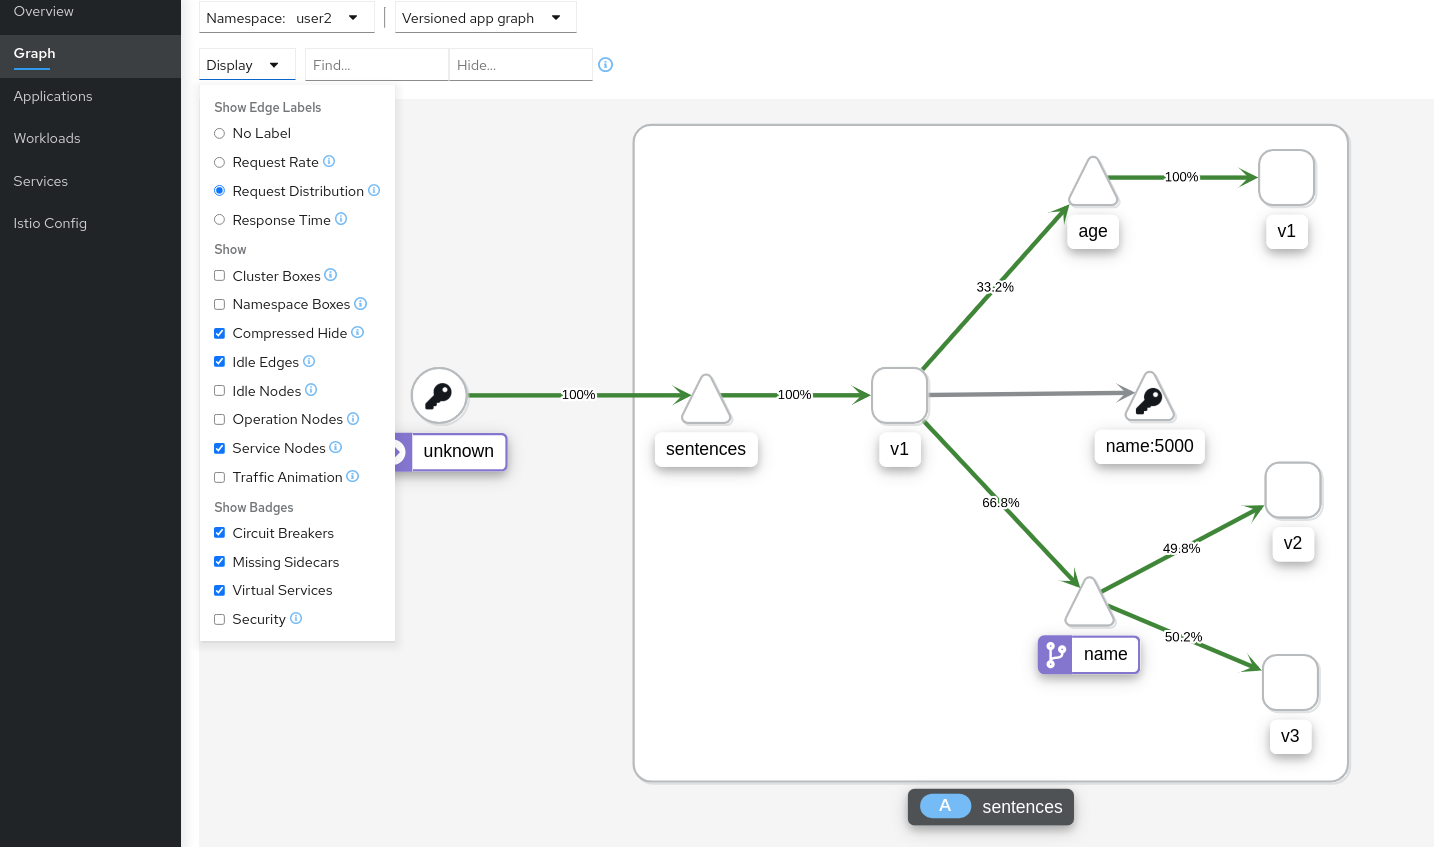 Overview
Graph
Applications
Workloads
Services
Istio Config
Namespace: user2
Versioned app graph
Display
Find...
Hide...
Show Edge Labels
No Label
Request Rate
Request Distribution
Response Time
Show
Cluster Boxes
Namespace Boxes
Compressed Hide
Idle Edges
Idle Nodes
Operation Nodes
Service Nodes
Traffic Animation
Show Badges
Circuit Breakers
Missing Sidecars
Virtual Services
Security
unknown
100%
sentences
100%
v1
33.2%
age
100%
v1
name:5000
66.8%
name
49.8%
v2
50.2%
v3
A sentences